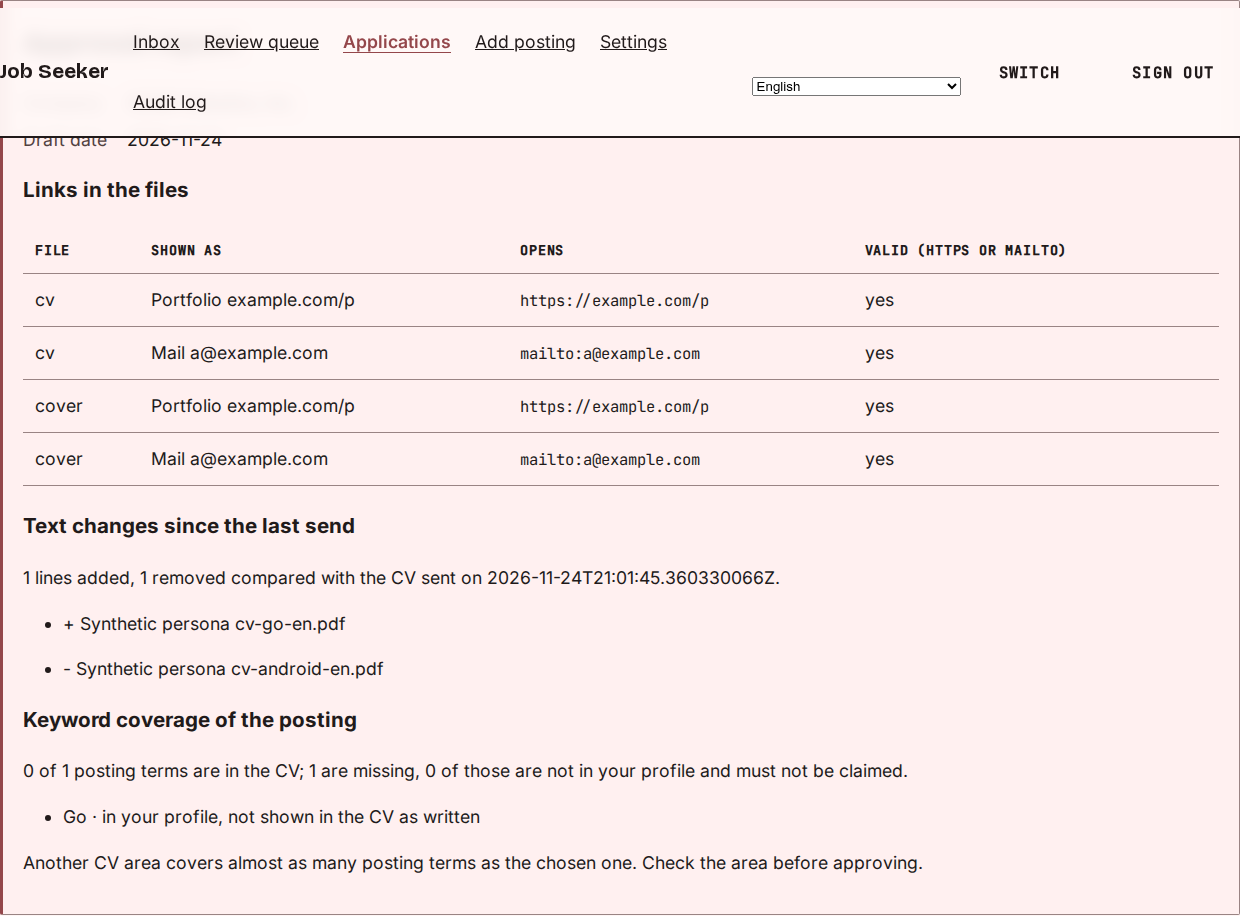 Inbox Review queue Applications Add posting Settings
Job Seeker
English
SWITCH SIGN OUT
Audit log
Draft date 2026-11-24
Links in the files
FILE SHOWN AS OPENS VALID (HTTPS OR MAILTO)
cv Portfolio example.com/p https://example.com/p yes
cv Mail a@example.com mailto:a@example.com yes
cover Portfolio example.com/p https://example.com/p yes
cover Mail a@example.com mailto:a@example.com yes
Text changes since the last send
1 lines added, 1 removed compared with the CV sent on 2026-11-24T21:01:45.360330066Z.
• + Synthetic persona cv-go-en.pdf
• - Synthetic persona cv-android-en.pdf
Keyword coverage of the posting
0 of 1 posting terms are in the CV; 1 are missing, 0 of those are not in your profile and must not be claimed.
• Go · in your profile, not shown in the CV as written
Another CV area covers almost as many posting terms as the chosen one. Check the area before approving.